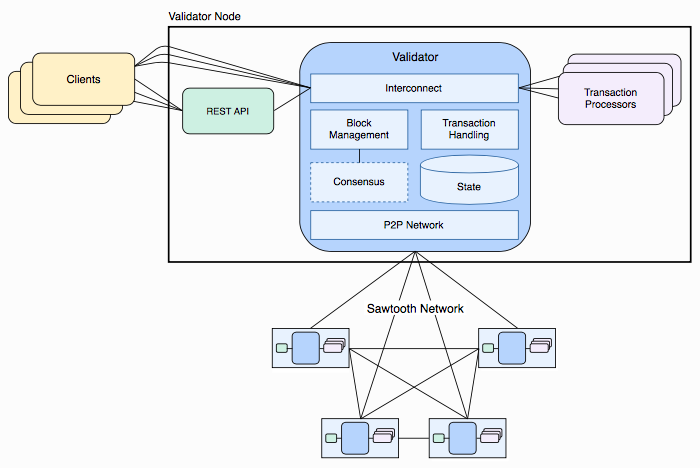 Validator Node
Clients
REST API
Validator
Interconnect
Block
Management
Transaction
Handling
Consensus
State
P2P Network
Transaction
Processors
Sawtooth Network